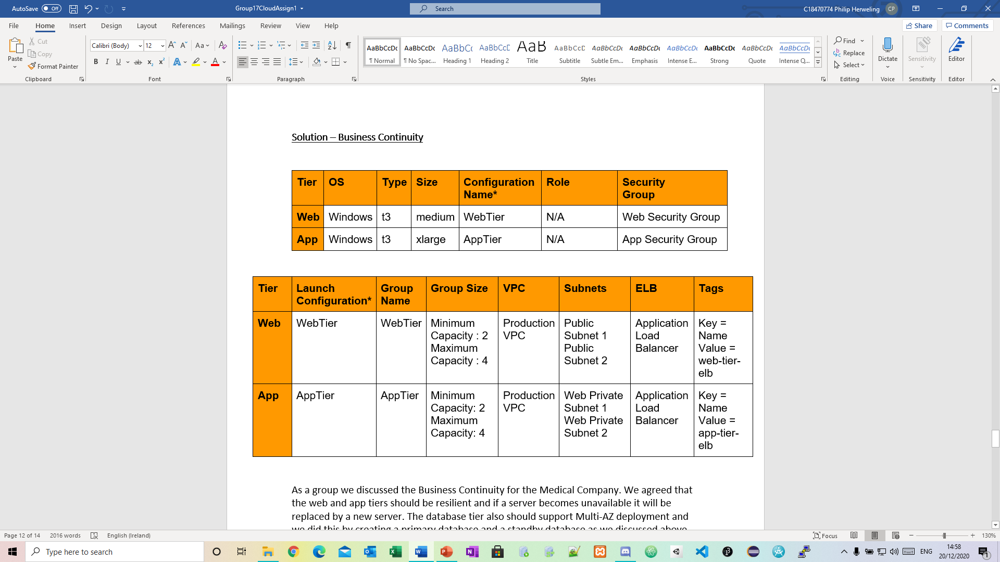 AutoSave Off Group17CloudAssign1 Search C18470774 Philip Herweling CP
File Home Insert Design Layout References Mailings Review View Help Share Comments
Paste Cut Copy Format Painter
Clipboard
Calibri (Body) 12
Font
Paragraph
AaBbCcDc AaBbCcDc AaBbCc AaBbCcD AaB AaBbCcD AaBbCcDc AaBbCcDc AaBbCcDc AaBbCcDc AaBbCcDc AaBbCcDc
¶ Normal ¶ No Spac... Heading 1 Heading 2 Title Subtitle Subtle Em... Emphasis Intense E... Strong Quote Intense Q...
Styles
Find
Replace
Select
Editing
Dictate
Voice
Sensitivity
Sensitivity
Editor
Editor
Solution – Business Continuity
Tier OS Type Size Configuration Name* Role Security Group
Web Windows t3 medium WebTier N/A Web Security Group
App Windows t3 xlarge AppTier N/A App Security Group
Tier Launch Configuration* Group Name Group Size VPC Subnets ELB Tags
Web WebTier WebTier Minimum Capacity : 2 Maximum Capacity : 4 Production VPC Public Subnet 1 Public Subnet 2 Application Load Balancer Key = Name Value = web-tier-elb
App AppTier AppTier Minimum Capacity: 2 Maximum Capacity: 4 Production VPC Web Private Subnet 1 Web Private Subnet 2 Application Load Balancer Key = Name Value = app-tier-elb
As a group we discussed the Business Continuity for the Medical Company. We agreed that
the web and app tiers should be resilient and if a server becomes unavailable it will be
replaced by a new server. The database tier also should support Multi-AZ deployment and
we did this by creating a primary database and a standby database as we discussed above.
Page 12 of 14 2016 words English (Ireland) Focus 130%
Type here to search ENG 14:58
20/12/2020